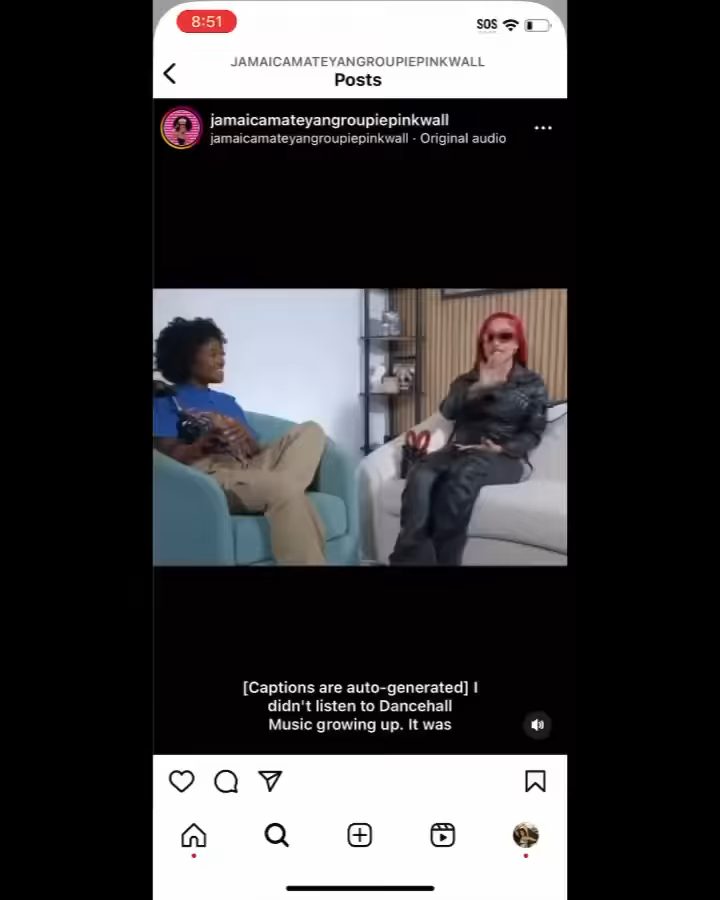 8:51
SOS
JAMAICAMATEYANGROUPIEPINKWALL
Posts
jamaicamateyangroupiepinkwall
jamaicamateyangroupiepinkwall · Original audio
[Captions are auto-generated] I
didn't listen to Dancehall
Music growing up. It was